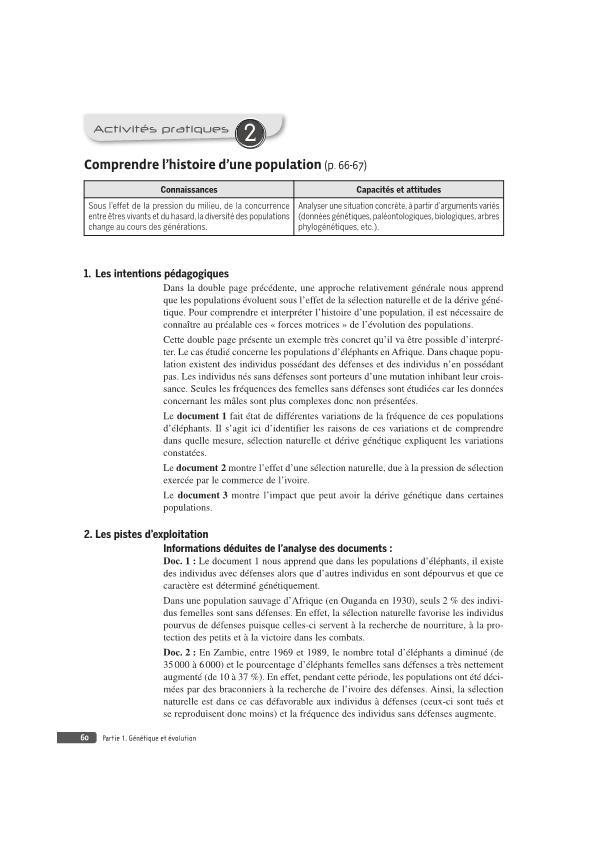 Activités pratiques 2
Comprendre l'histoire d'une population (p. 66-67)
Connaissances
Capacités et attitudes
Sous l'effet de la pression du milieu, de la concurrence
entre êtres vivants et du hasard, la diversité des populations
change au cours des générations.
Analyser une situation concrète, à partir d'arguments variés
(données génétiques, paléontologiques, biologiques, arbres
phylogénétiques, etc.).
1. Les intentions pédagogiques
Dans la double page précédente, une approche relativement générale nous apprend
que les populations évoluent sous l'effet de la sélection naturelle et de la dérive géné-
tique. Pour comprendre et interpréter l'histoire d'une population, il est nécessaire de
connaître au préalable ces « forces motrices » de l'évolution des populations.
Cette double page présente un exemple très concret qu'il va être possible d'interpré-
ter. Le cas étudié concerne les populations d'éléphants en Afrique. Dans chaque popu-
lation existent des individus possédant des défenses et des individus n'en possédant
pas. Les individus nés sans défenses sont porteurs d'une mutation inhibant leur crois-
sance. Seules les fréquences des femelles sans défenses sont étudiées car les données
concernant les mâles sont plus complexes donc non présentées.
Le document 1 fait état de différentes variations de la fréquence de ces populations
d'éléphants. Il s'agit ici d'identifier les raisons de ces variations et de comprendre
dans quelle mesure, sélection naturelle et dérive génétique expliquent les variations
constatées.
Le document 2 montre l'effet d'une sélection naturelle, due à la pression de sélection
exercée par le commerce de l'ivoire.
Le document 3 montre l'impact que peut avoir la dérive génétique dans certaines
populations.
2. Les pistes d'exploitation
Informations déduites de l'analyse des documents :
Doc. 1 : Le document 1 nous apprend que dans les populations d'éléphants, il existe
des individus avec défenses alors que d'autres individus en sont dépourvus et que ce
caractère est déterminé génétiquement.
Dans une population sauvage d'Afrique (en Ouganda en 1930), seuls 2 % des indivi-
dus femelles sont sans défenses. En effet, la sélection naturelle favorise les individus
pourvus de défenses puisque celles-ci servent à la recherche de nourriture, à la pro-
tection des petits et à la victoire dans les combats.
Doc. 2 : En Zambie, entre 1969 et 1989, le nombre total d'éléphants a diminué (de
35 000 à 6 000) et le pourcentage d'éléphants femelles sans défenses a très nettement
augmenté (de 10 à 37 %). En effet, pendant cette période, les populations ont été déci-
mées par des braconniers à la recherche de l'ivoire des défenses. Ainsi, la sélection
naturelle est dans ce cas défavorable aux individus à défenses (ceux-ci sont tués et
se reproduisent donc moins) et la fréquence des individus sans défenses augmente.
60 Partie 1. Génétique et évolution